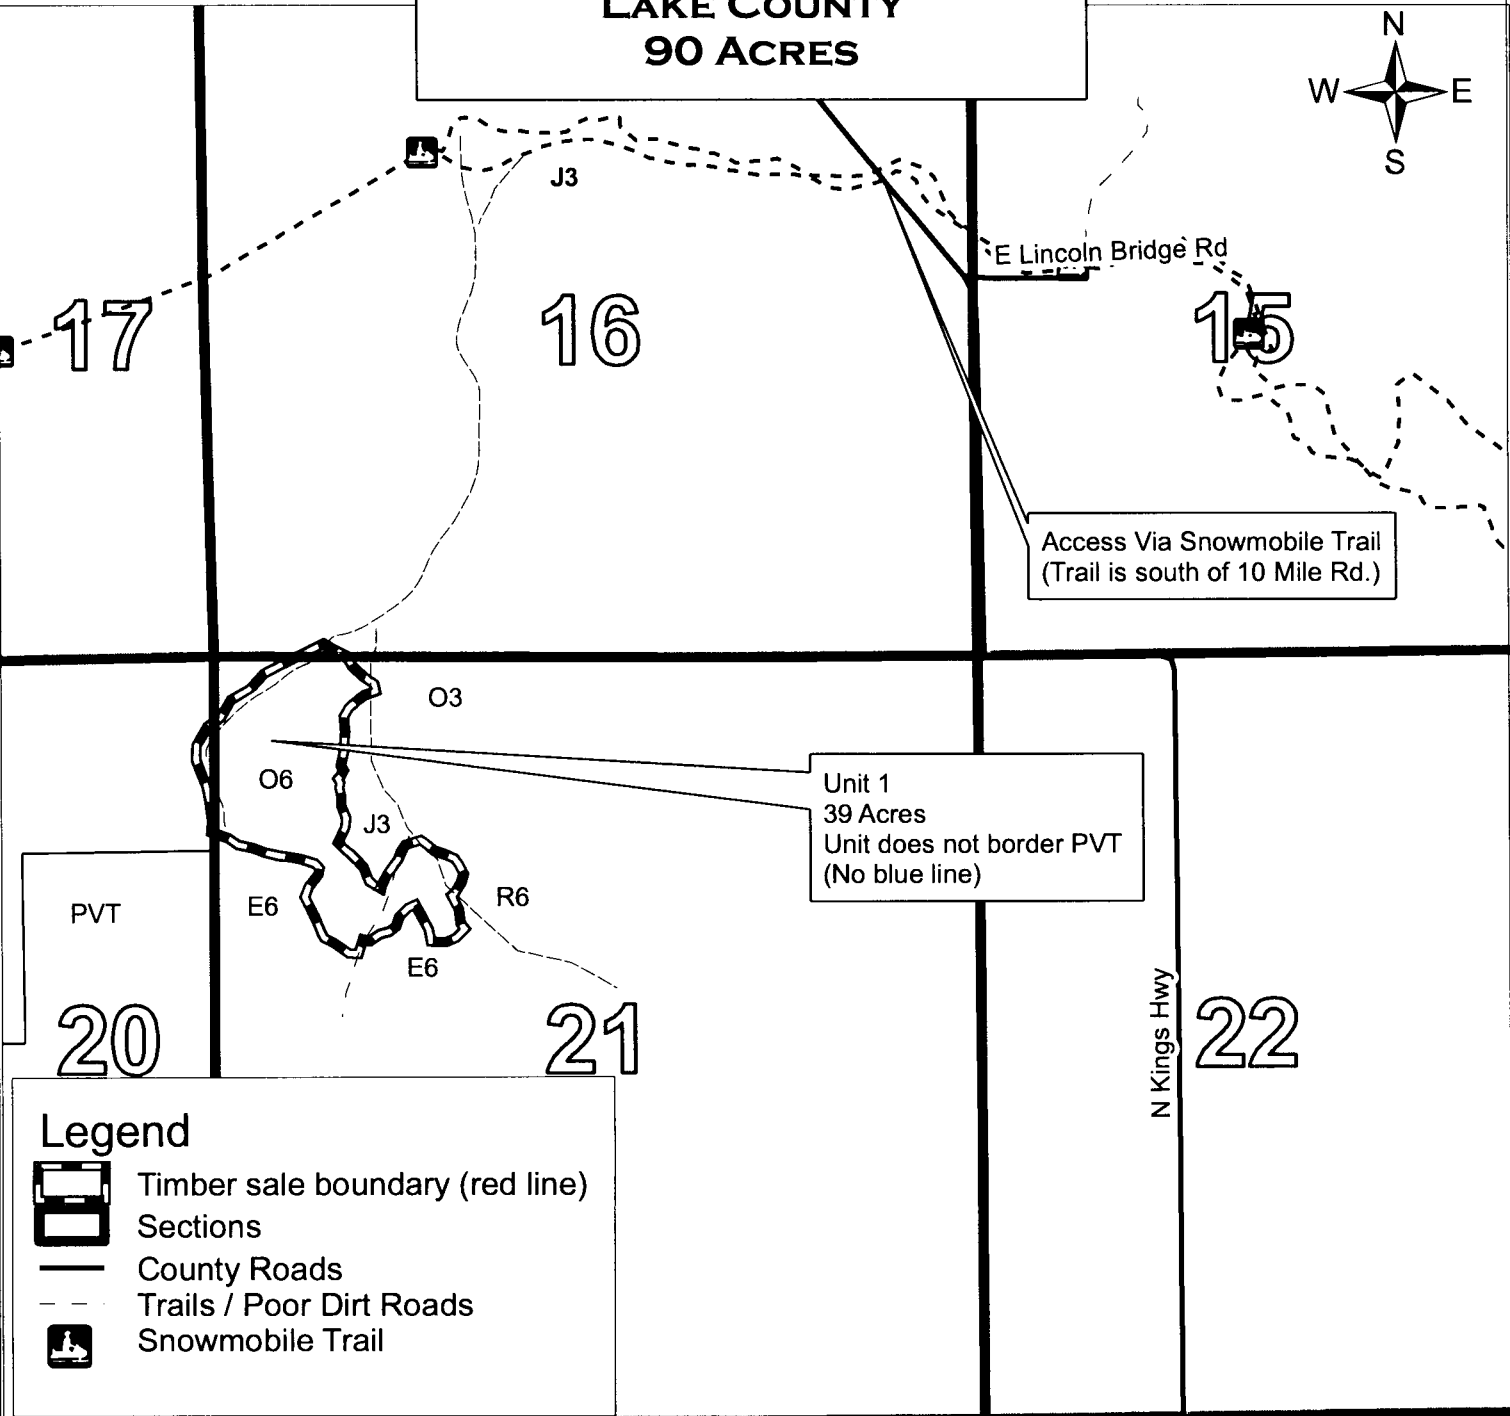 LAKE COUNTY
90 ACRES
N
W E
S
J3
E Lincoln Bridge Rd
17
16
15
Access Via Snowmobile Trail
(Trail is south of 10 Mile Rd.)
O3
O6
Unit 1
39 Acres
Unit does not border PVT
(No blue line)
J3
PVT
E6
R6
E6
20
21
N Kings Hwy
22
Legend
Timber sale boundary (red line)
Sections
County Roads
Trails / Poor Dirt Roads
Snowmobile Trail